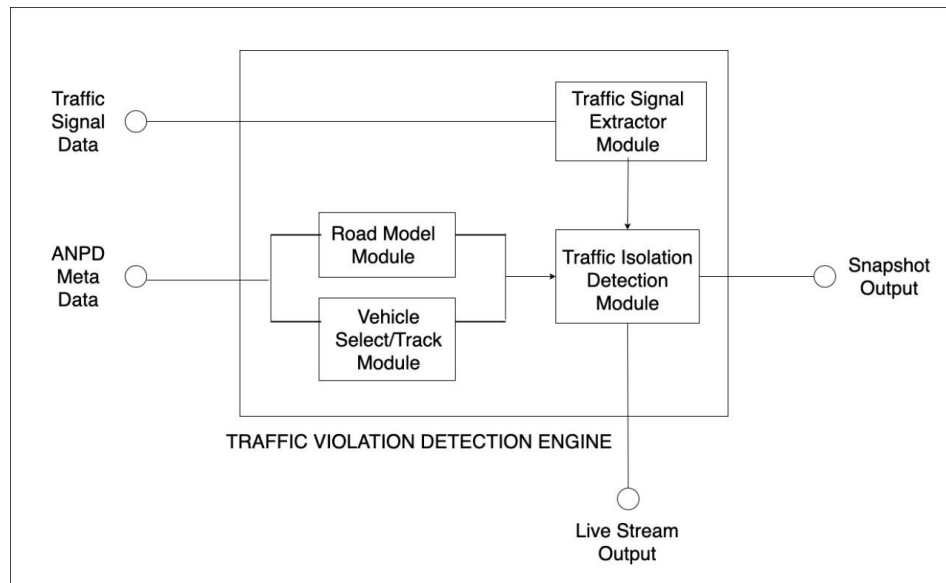 Traffic
Signal
Data
Traffic Signal
Extractor
Module
ANPD
Meta
Data
Road Model
Module
Vehicle
Select/Track
Module
Traffic Isolation
Detection
Module
Snapshot
Output
TRAFFIC VIOLATION DETECTION ENGINE
Live Stream
Output